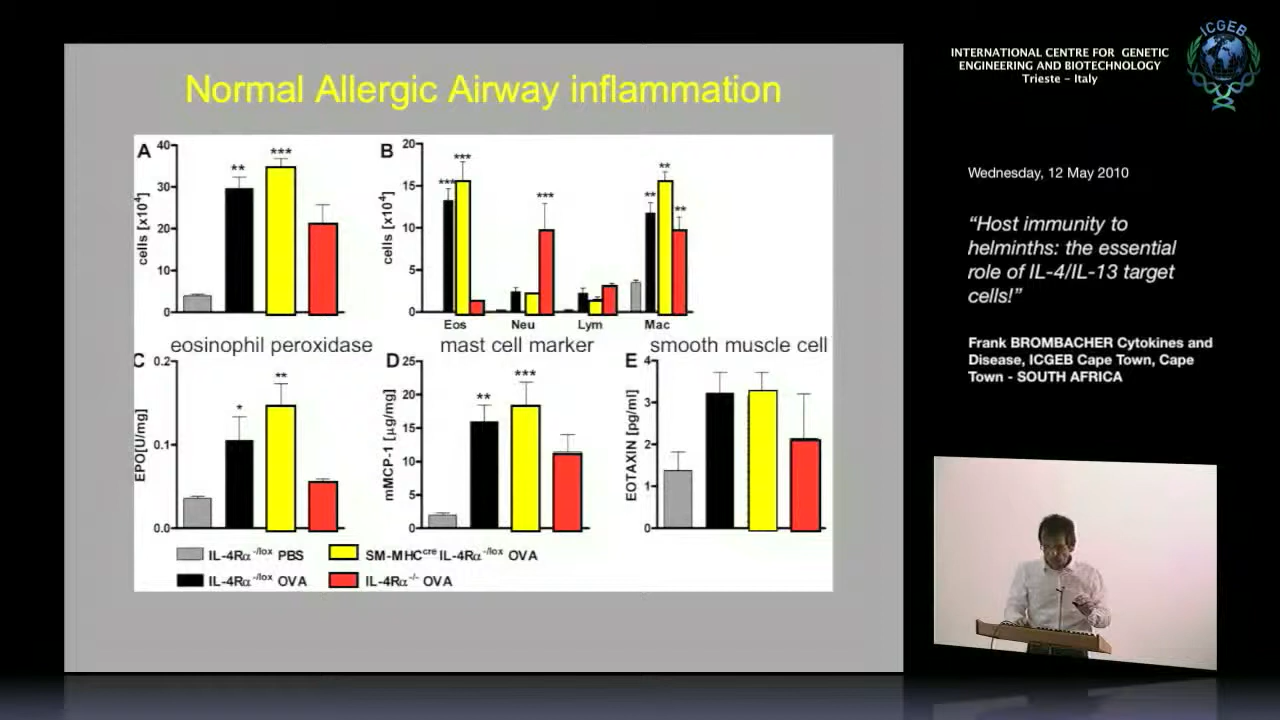 Normal Allergic Airway inflammation
A
40
30
20
10
0
cells [x10⁴]
**
***
B
20
15
10
5
0
cells [x10⁴]
***
***
***
**
**
**
Eos Neu Lym Mac
eosinophil peroxidase
mast cell marker
smooth muscle cell
C
0.2
0.1
0.0
EPO[U/mg]
*
**
D
25
20
15
10
5
0
mMCP-1 [µg/mg]
**
***
E
4
3
2
1
0
EOTAXIN [pg/ml]
IL-4Rα⁻/lox PBS
SM-MHCcre IL-4Rα⁻/lox OVA
IL-4Rα⁻/lox OVA
IL-4Rα⁻/⁻ OVA
INTERNATIONAL CENTRE FOR GENETIC
ENGINEERING AND BIOTECHNOLOGY
Trieste - Italy
ICGEB
Wednesday, 12 May 2010
“Host immunity to
helminths: the essential
role of IL-4/IL-13 target
cells!”
Frank BROMBACHER Cytokines and
Disease, ICGEB Cape Town, Cape
Town - SOUTH AFRICA